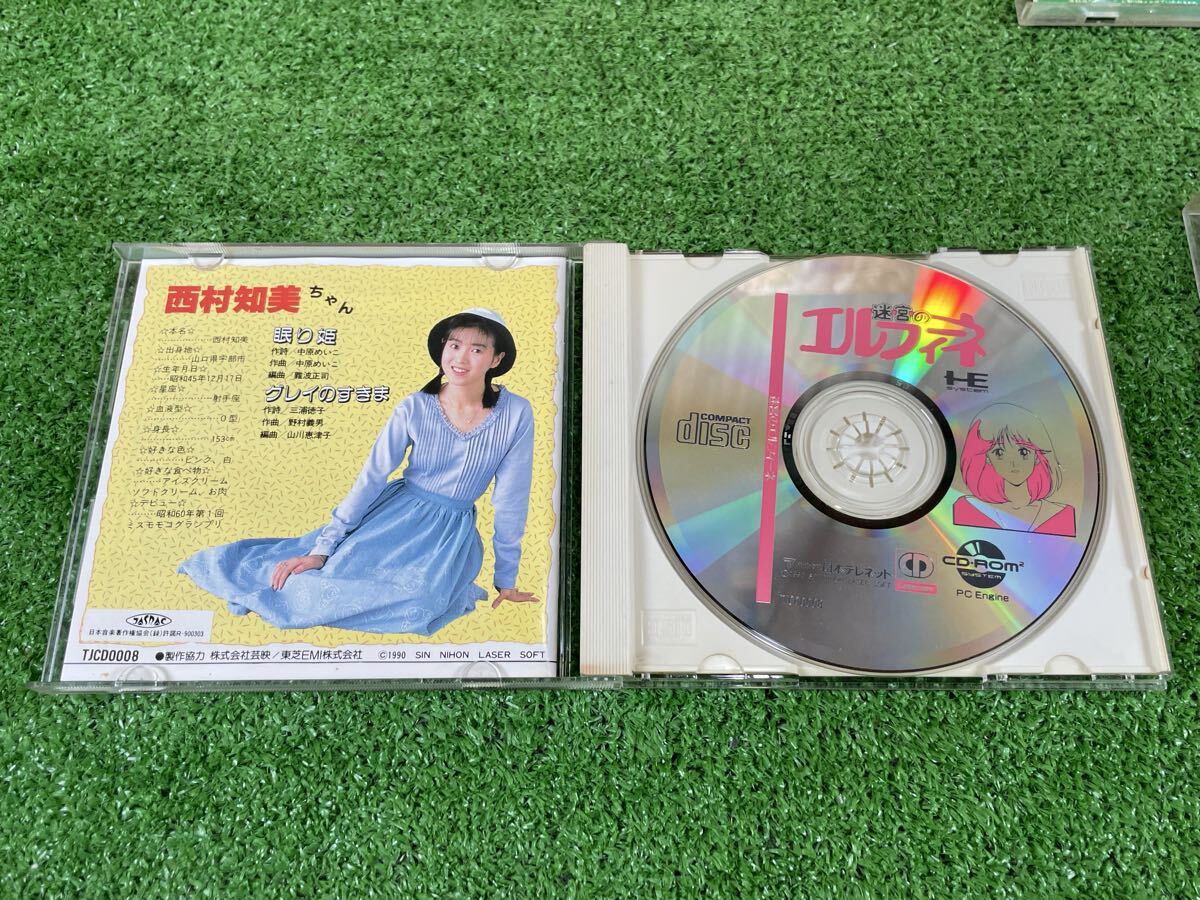 西村知美ちゃん
☆本名☆
西村知美
☆出身地☆
山口県宇部市
☆生年月日☆
昭和45年12月17日
☆星座☆
射手座
☆血液型☆
O型
☆身長☆
153cm
☆好きな色☆
ピンク、白
☆好きな食べ物☆
アイスクリーム
ソフトクリーム、お肉
☆デビュー☆
昭和60年第1回
ミスモモコグランプリ
眠り姫
作詩/中原めいこ
作曲/中原めいこ
編曲/難波正司
グレイのすきま
作詩 三浦徳子
作曲 野村義男
編曲 山川恵津子
JASRAC
日本音楽著作権協会(録)許諾R-900303
TJCD0008 ●製作協力 株式会社芸映/東芝EMI株式会社 ©1990 SIN NIHON LASER SOFT
迷宮の
エルフィーネ
HE
SYSTEM
COMPACT
disc
日本テレネット
CD
CD-ROM²
SYSTEM
PC Engine